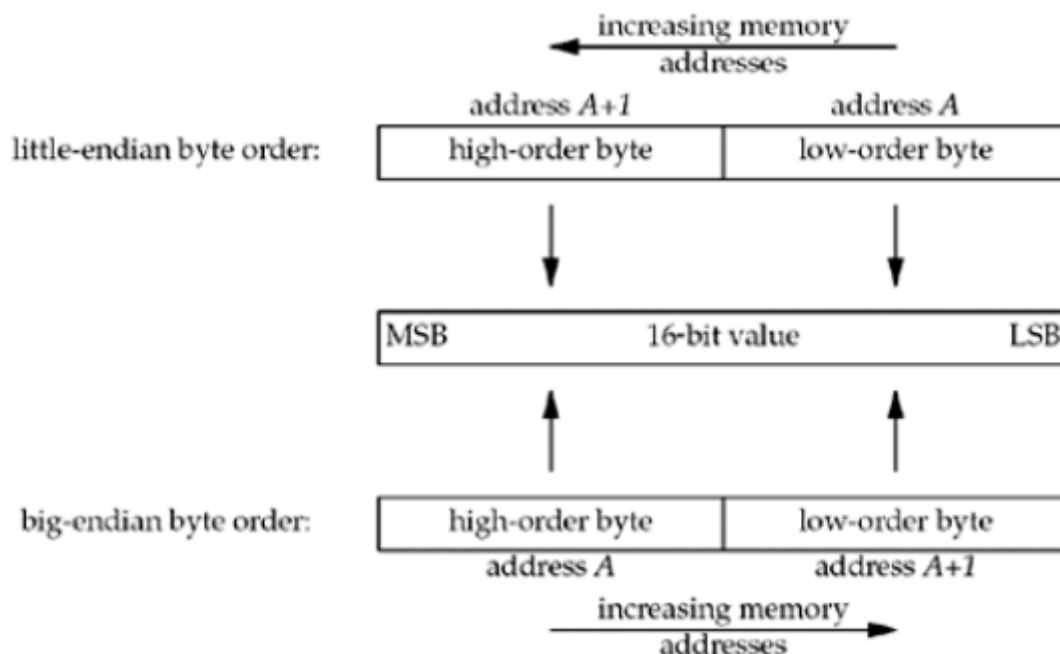 increasing memory
addresses
address A+1 address A
little-endian byte order: high-order byte low-order byte
MSB 16-bit value LSB
big-endian byte order: high-order byte low-order byte
address A address A+1
increasing memory
addresses